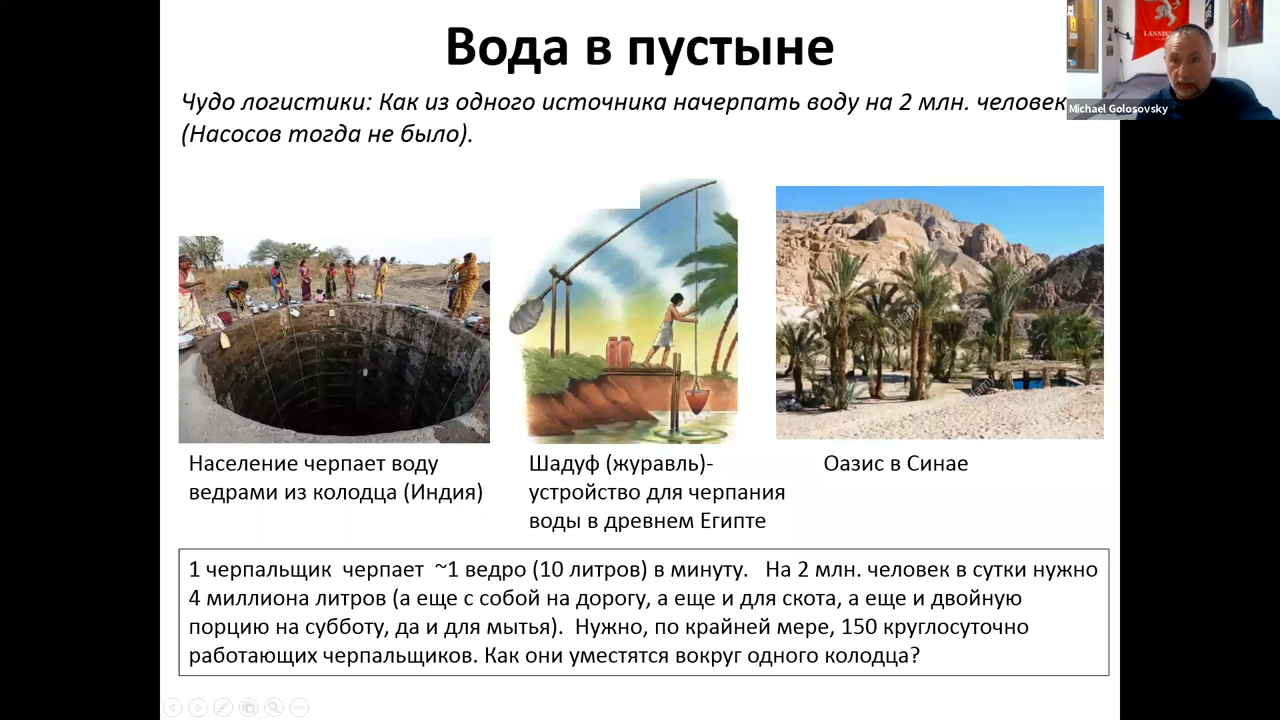 Вода в пустыне
Чудо логистики: Как из одного источника начерпать воду на 2 млн. человек
(Насосов тогда не было).
LANNIS
Michael Golosovsky
Население черпает воду
ведрами из колодца (Индия)
Шадуф (журавль)-
устройство для черпания
воды в древнем Египте
Оазис в Синае
1 черпальщик черпает ~1 ведро (10 литров) в минуту. На 2 млн. человек в сутки нужно
4 миллиона литров (а еще с собой на дорогу, а еще и для скота, а еще и двойную
порцию на субботу, да и для мытья). Нужно, по крайней мере, 150 круглосуточно
работающих черпальщиков. Как они уместятся вокруг одного колодца?